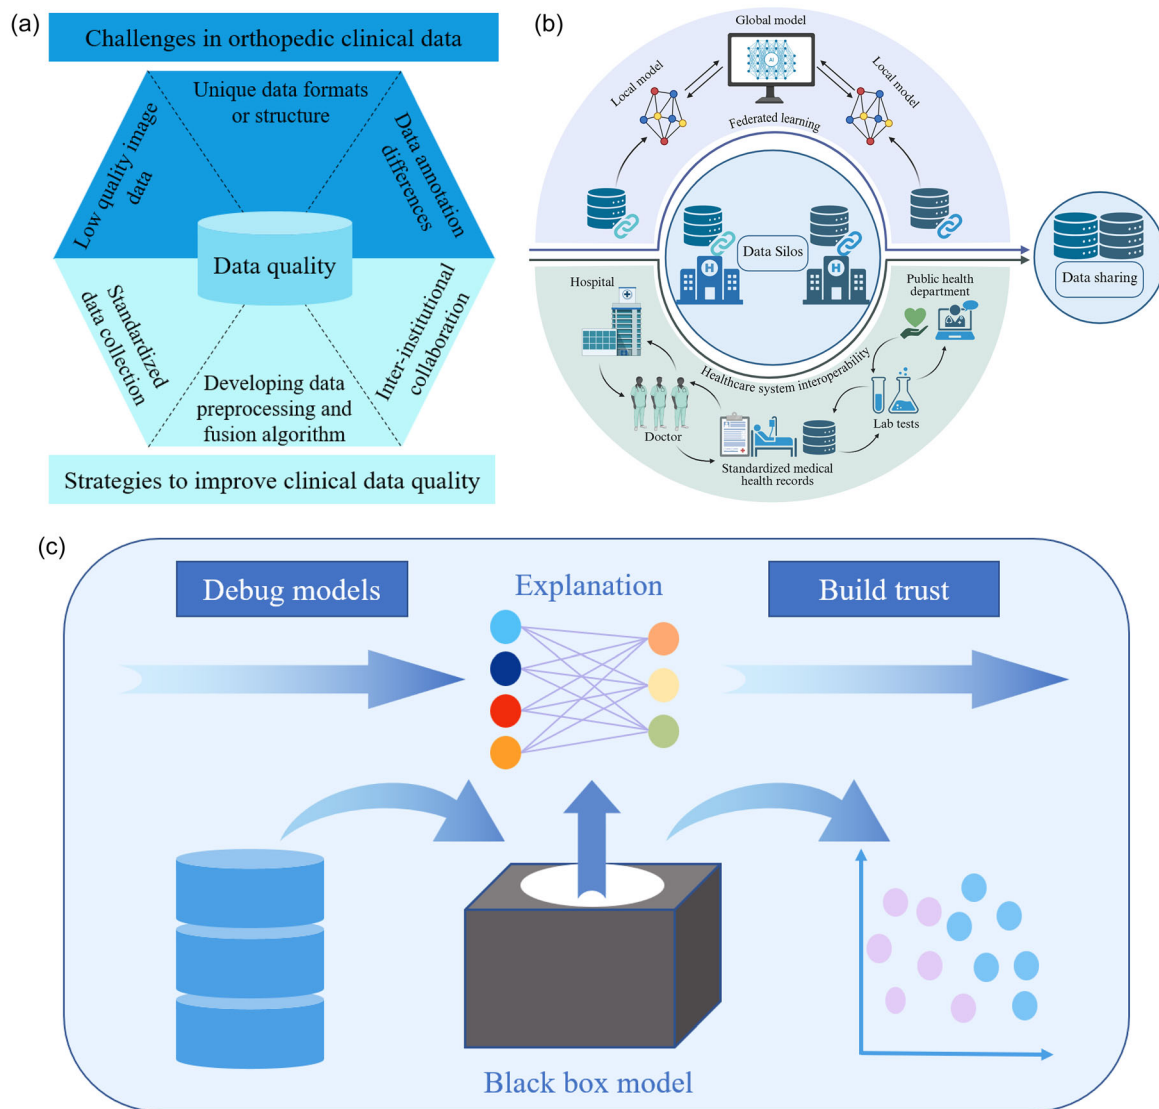 (a)
Challenges in orthopedic clinical data
Unique data formats
or structure
Low quality image
data
Data annotation
differences
Data quality
Standardized
data collection
Developing data
preprocessing and
fusion algorithm
Inter-institutional
collaboration
Strategies to improve clinical data quality
(b)
Global model
AI
Local model
Local model
Federated learning
H
H
Data Silos
Data sharing
Hospital
Public health
department
Healthcare system interoperability
Doctor
Lab tests
Standardized medical
health records
(c)
Debug models
Explanation
Build trust
Black box model